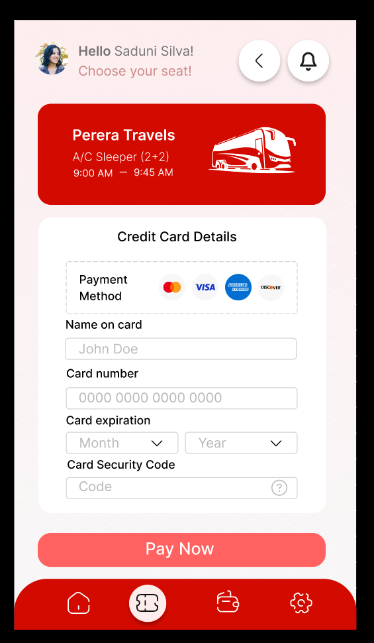 Hello Saduni Silva!
Choose your seat!
Perera Travels
A/C Sleeper (2+2)
9:00 AM — 9:45 AM
Credit Card Details
Payment
Method
VISA
AMERICAN
EXPRESS
DISCOVER
Name on card
John Doe
Card number
0000 0000 0000 0000
Card expiration
Month
Year
Card Security Code
Code
?
Pay Now